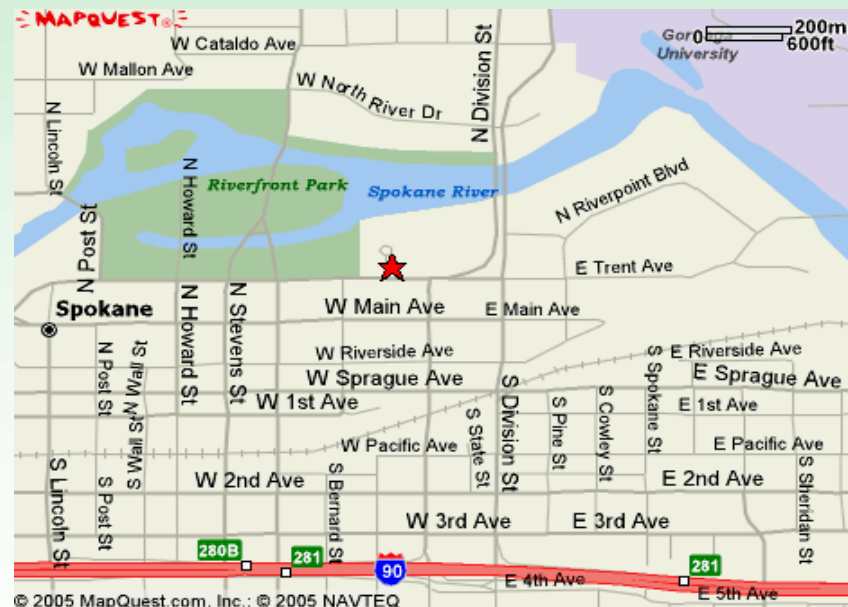 MAPQUEST®
W Cataldo Ave
W Mallon Ave
W North
River Dr
N Division St
Gonzaga
University
0
200m
600ft
N Lincoln St
N Howard St
Riverfront Park
Spokane River
N Riverpoint Blvd
N Post St
E Trent Ave
N Howard St
N Stevens St
Spokane
W Main Ave
E Main Ave
N Post St
N Wall St
S Wall St
W Riverside Ave
E Riverside Ave
W Sprague Ave
E Sprague Ave
W 1st Ave
E 1st Ave
S Division St
S State St
S Pine St
S Cowley St
S Spokane St
W Pacific Ave
E Pacific Ave
S Lincoln St
S Post St
W 2nd Ave
E 2nd Ave
S Bernard St
S Sheridan St
W 3rd Ave
E 3rd Ave
280B
281
90
281
E 4th Ave
E 5th Ave
© 2005 MapQuest.com, Inc.; © 2005 NAVTEQ